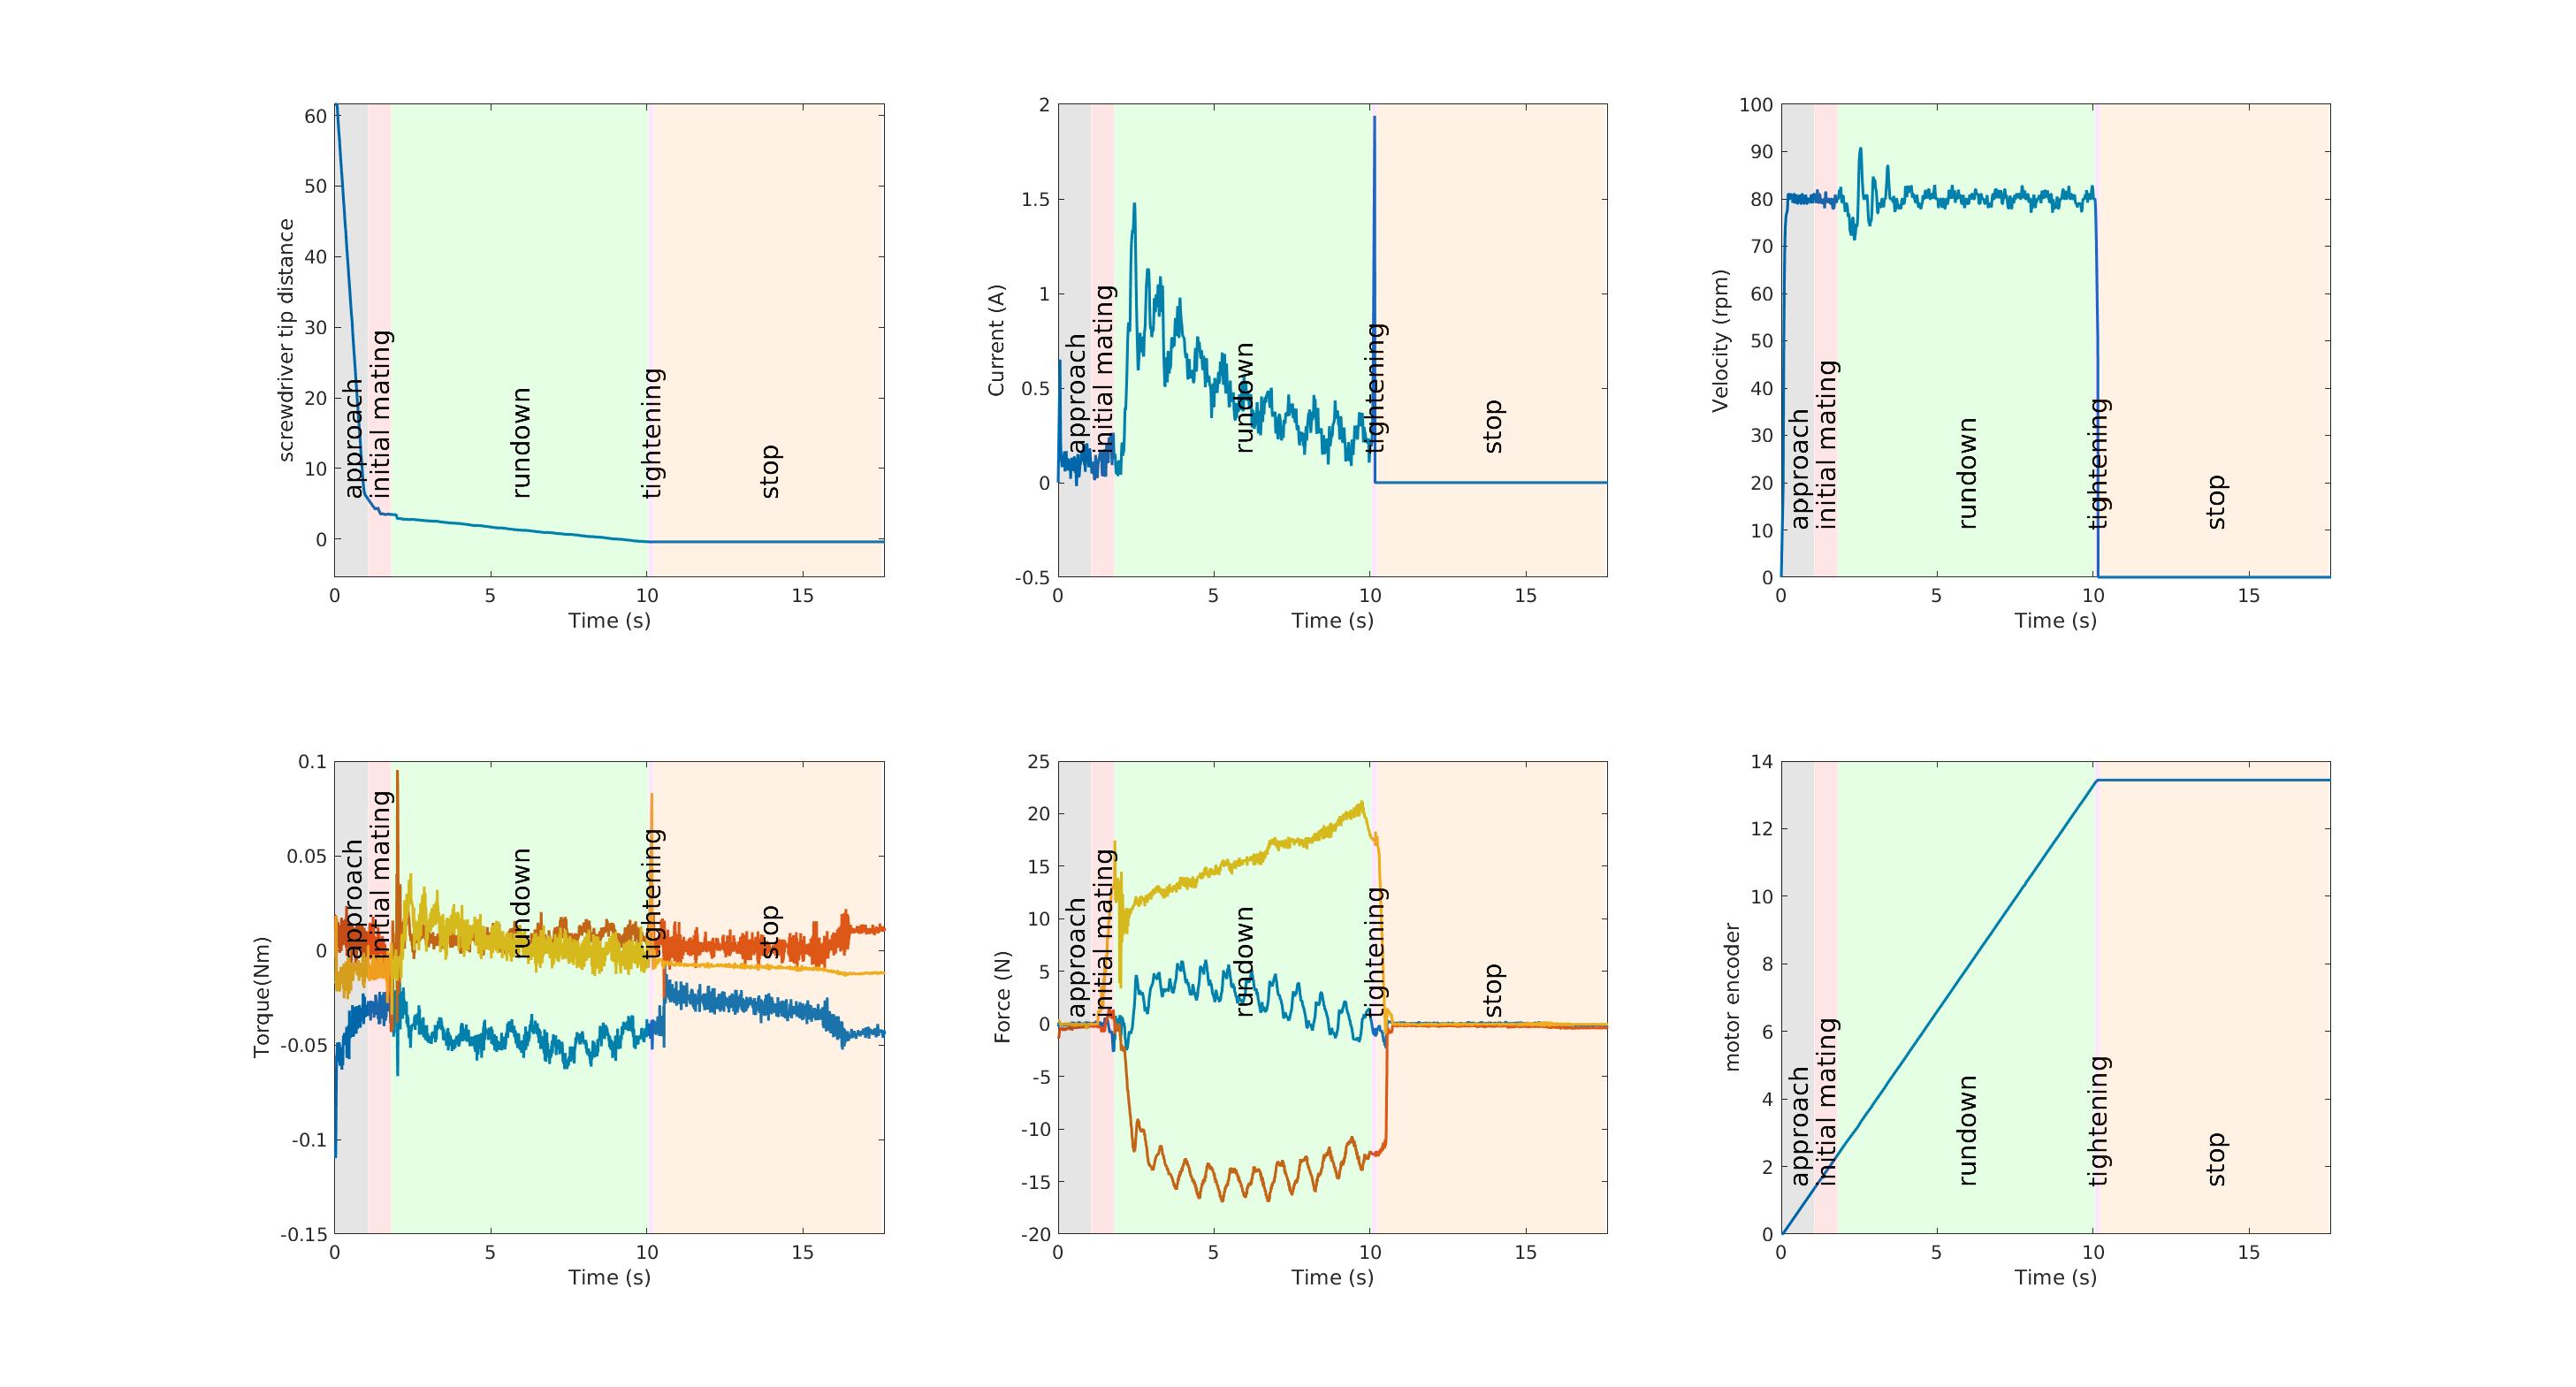 60
50
40
30
20
10
0
screwdriver tip distance
approach
initial mating
rundown
tightening
stop
0 5 10 15
Time (s)
2
1.5
1
0.5
0
-0.5
Current (A)
approach
initial mating
rundown
tightening
stop
0 5 10 15
Time (s)
100
90
80
70
60
50
40
30
20
10
0
Velocity (rpm)
approach
initial mating
rundown
tightening
stop
0 5 10 15
Time (s)
0.1
0.05
0
-0.05
-0.1
-0.15
Torque(Nm)
approach
initial mating
rundown
tightening
stop
0 5 10 15
Time (s)
25
20
15
10
5
0
-5
-10
-15
-20
Force (N)
approach
initial mating
rundown
tightening
stop
0 5 10 15
Time (s)
14
12
10
8
6
4
2
0
motor encoder
approach
initial mating
rundown
tightening
stop
0 5 10 15
Time (s)